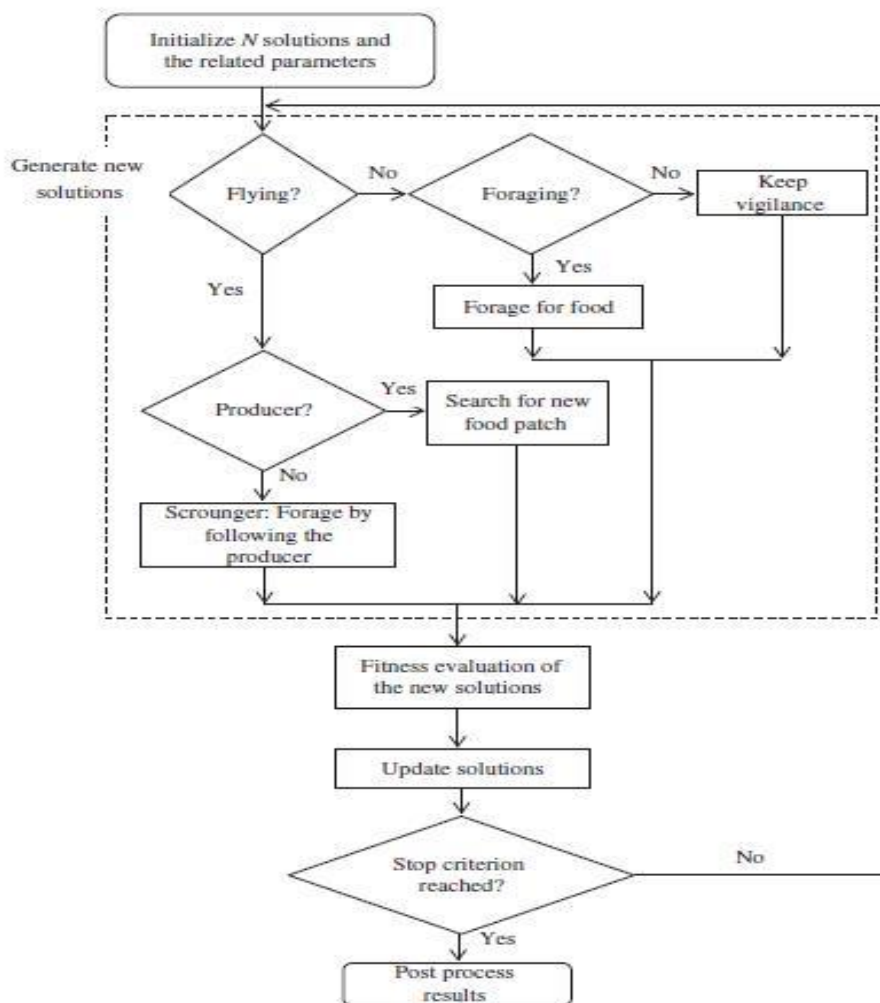 Initialize N solutions and
the related parameters
Generate new
solutions
Flying?
No
Foraging?
No
Keep
vigilance
Yes
Yes
Forage for food
Producer?
Yes
Search for new
food patch
No
Scrounger: Forage by
following the
producer
Fitness evaluation of
the new solutions
Update solutions
Stop criterion
reached?
No
Yes
Post process
results